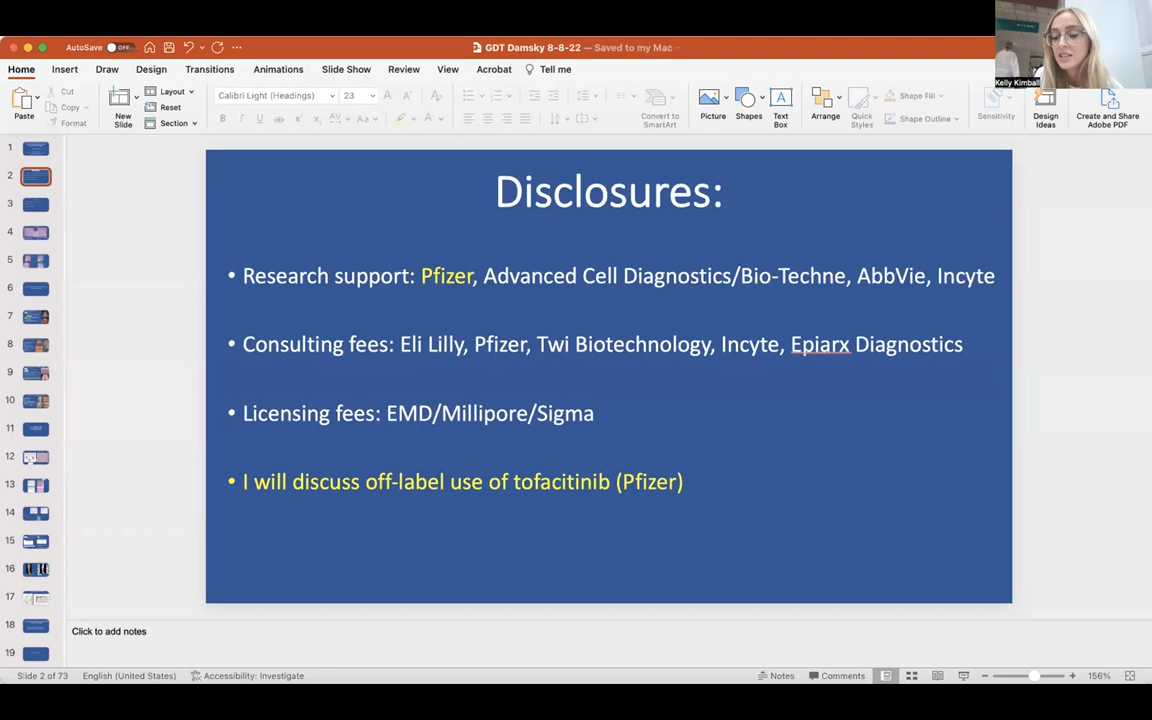 AutoSave OFF
GDT Damsky 8-8-22 — Saved to my Mac
Kelly Kimball
Home Insert Draw Design Transitions Animations Slide Show Review View Acrobat Tell me
Paste
Cut
Copy
Format
New Slide
Layout
Reset
Section
Calibri Light (Headings) 23
Convert to SmartArt
Picture
Shapes
Text Box
Arrange
Quick Styles
Shape Fill
Shape Outline
Sensitivity
Design Ideas
Create and Share Adobe PDF
1
2
3
4
5
6
7
8
9
10
11
12
13
14
15
16
17
18
19
Disclosures:
• Research support: Pfizer, Advanced Cell Diagnostics/Bio-Techne, AbbVie, Incyte
• Consulting fees: Eli Lilly, Pfizer, Twi Biotechnology, Incyte, Epiarx Diagnostics
• Licensing fees: EMD/Millipore/Sigma
• I will discuss off-label use of tofacitinib (Pfizer)
Click to add notes
Slide 2 of 73 English (United States) Accessibility: Investigate Notes Comments 156%